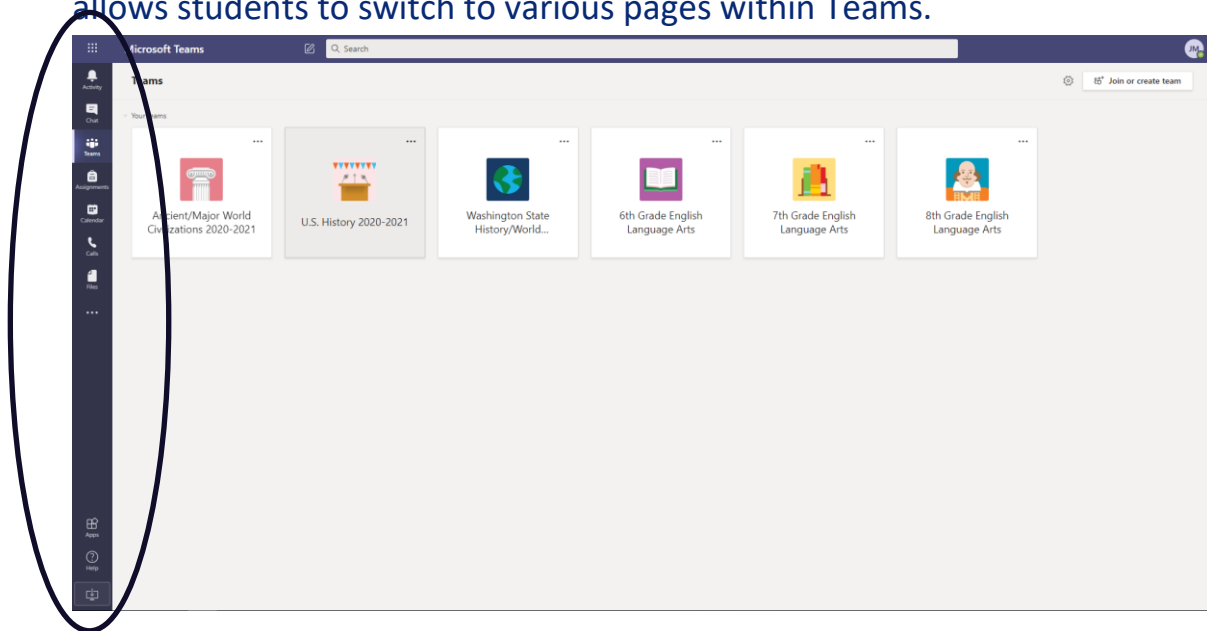 allows students to switch to various pages within Teams.
Microsoft Teams
Search
JM
Activity
Chat
Teams
Assignments
Calendar
Calls
Files
Apps
Help
Teams
Join or create team
Your teams
Ancient/Major World
Civilizations 2020-2021
U.S. History 2020-2021
Washington State
History/World...
6th Grade English
Language Arts
7th Grade English
Language Arts
8th Grade English
Language Arts